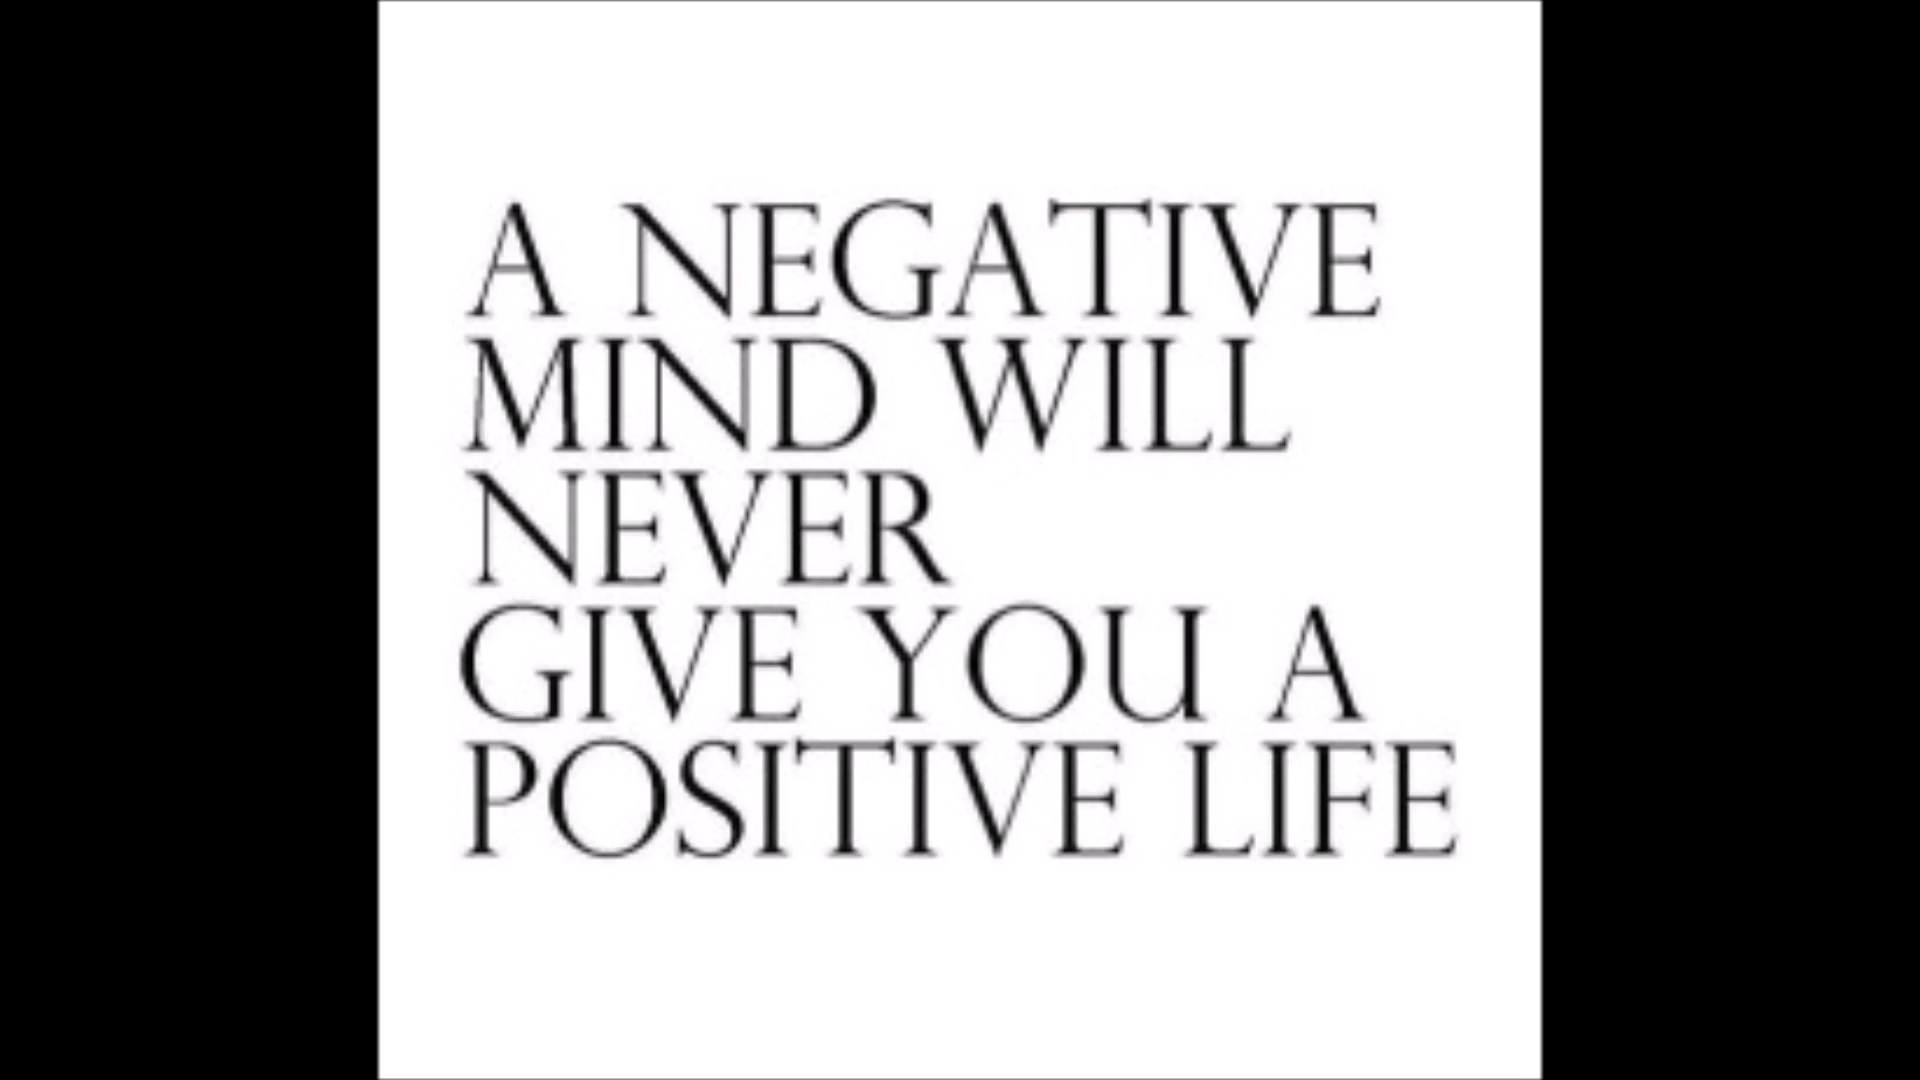 A NEGATIVE
MIND WILL
NEVER
GIVE YOU A
POSITIVE LIFE